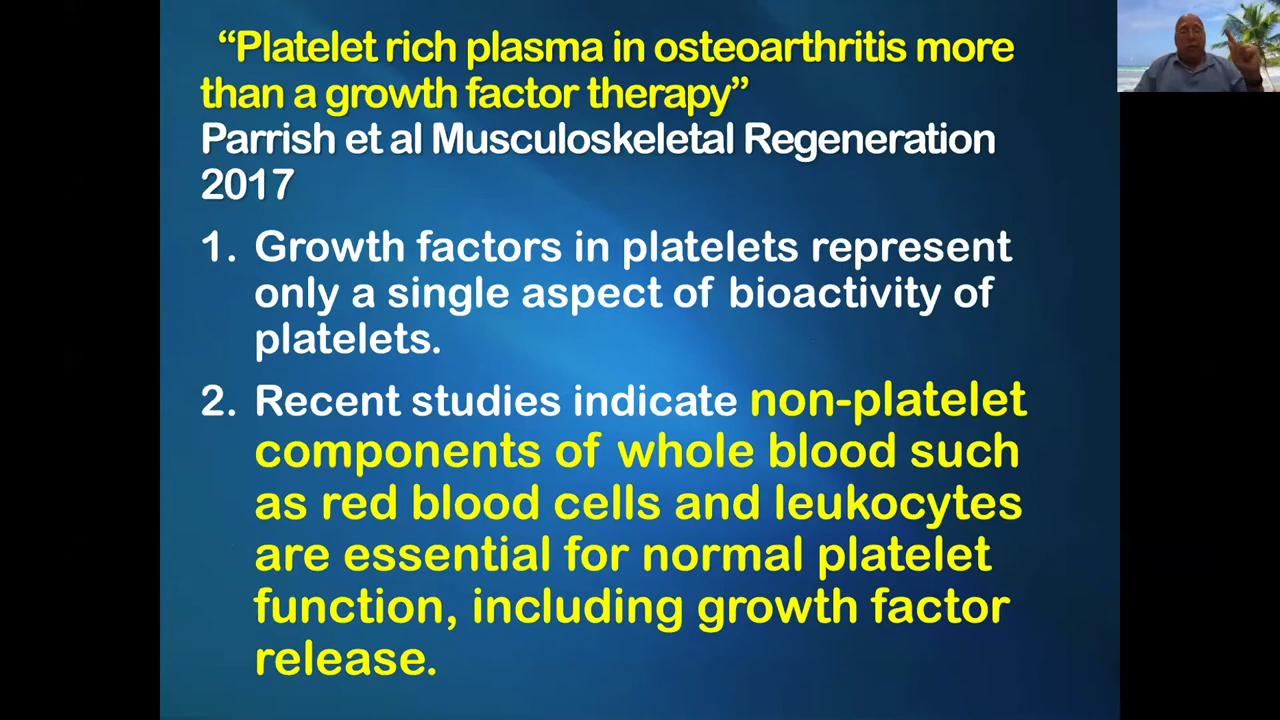 “Platelet rich plasma in osteoarthritis more
than a growth factor therapy”
Parrish et al Musculoskeletal Regeneration
2017
1. Growth factors in platelets represent
only a single aspect of bioactivity of
platelets.
2. Recent studies indicate non-platelet
components of whole blood such
as red blood cells and leukocytes
are essential for normal platelet
function, including growth factor
release.